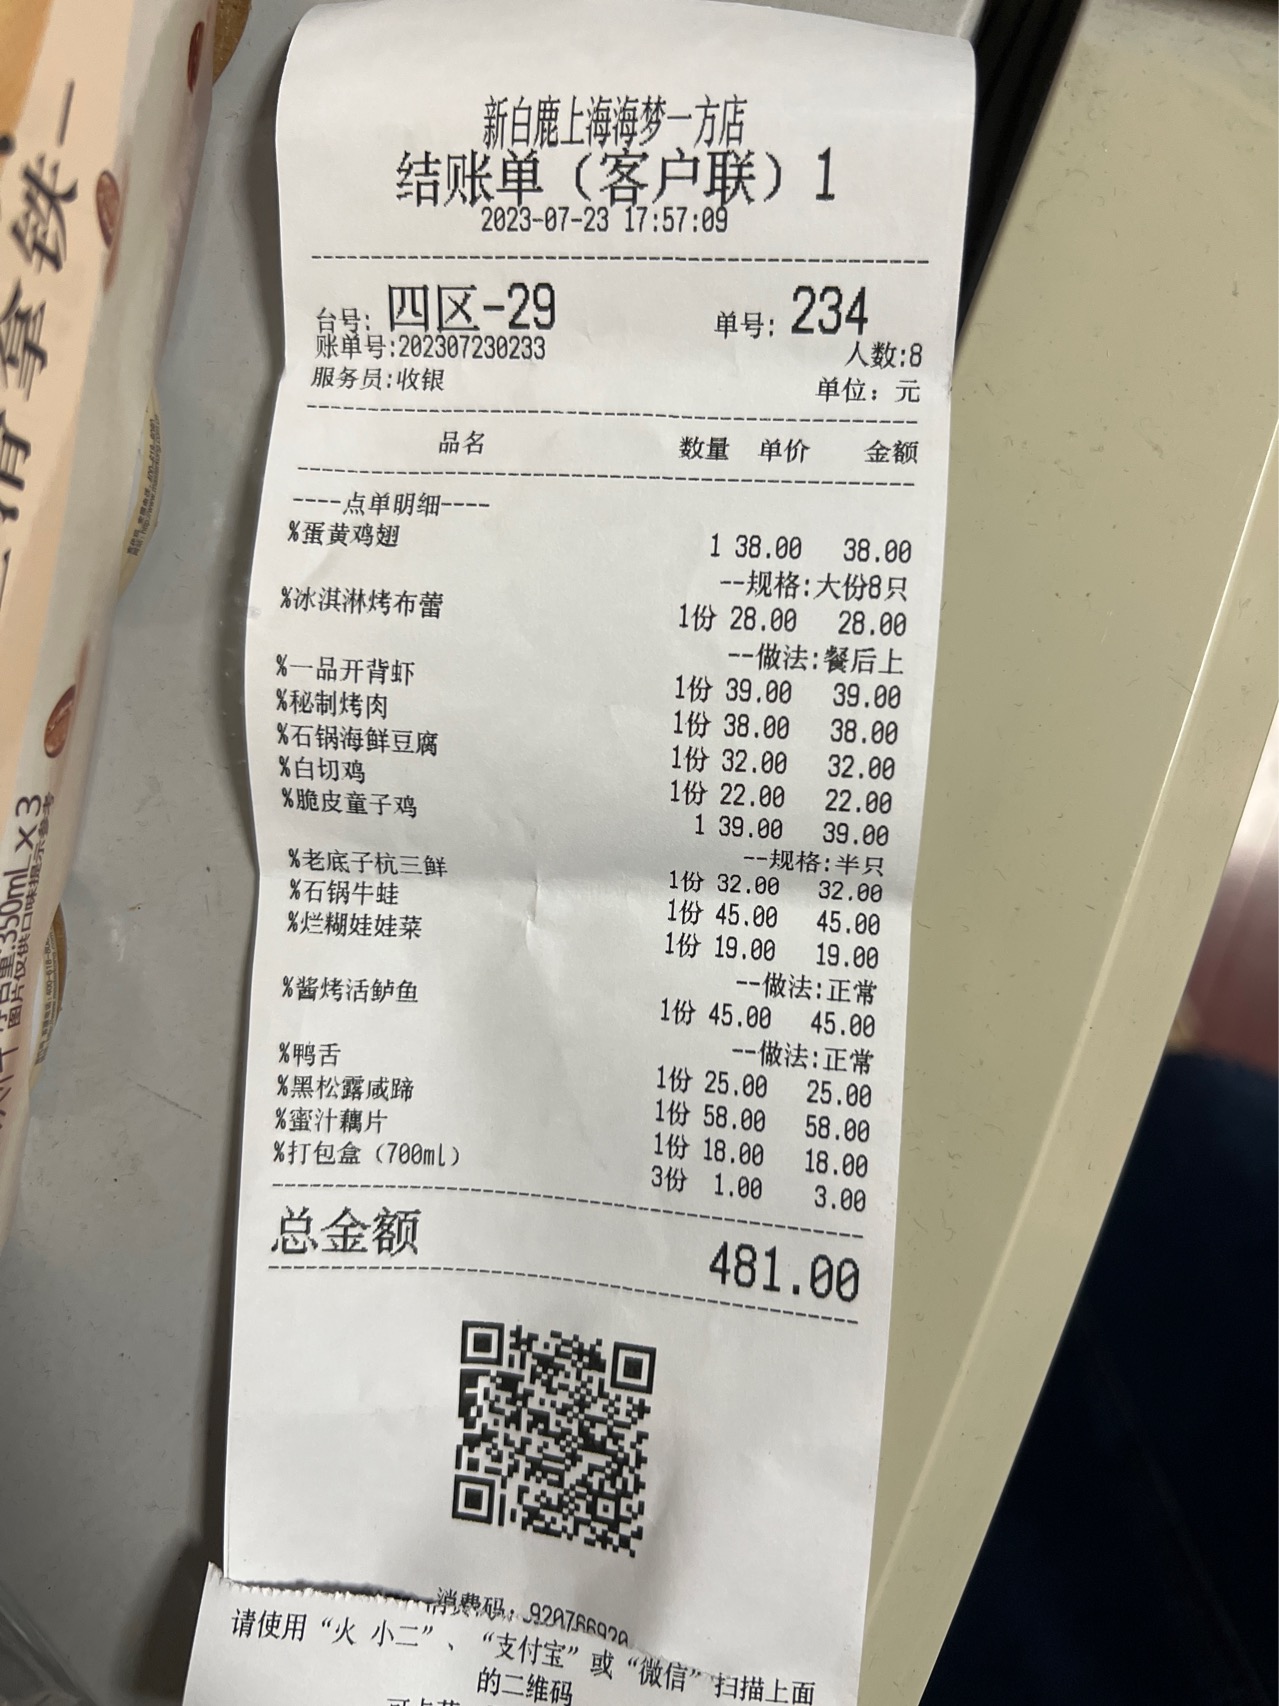 新白鹿上海海梦一方店
结账单（客户联）1
2023-07-23 17:57:09
台号: 四区-29 单号: 234
账单号:202307230233 人数:8
服务员:收银 单位：元
品名 数量 单价 金额
----点单明细----
%蛋黄鸡翅 1 38.00 38.00
--规格:大份8只
%冰淇淋烤布蕾 1份 28.00 28.00
--做法:餐后上
%一品开背虾 1份 39.00 39.00
%秘制烤肉 1份 38.00 38.00
%石锅海鲜豆腐 1份 32.00 32.00
%白切鸡 1份 22.00 22.00
%脆皮童子鸡 1 39.00 39.00
--规格:半只
%老底子杭三鲜 1份 32.00 32.00
%石锅牛蛙 1份 45.00 45.00
%烂糊娃娃菜 1份 19.00 19.00
--做法:正常
%酱烤活鲈鱼 1份 45.00 45.00
--做法:正常
%鸭舌 1份 25.00 25.00
%黑松露咸蹄 1份 58.00 58.00
%蜜汁藕片 1份 18.00 18.00
%打包盒（700ml） 3份 1.00 3.00
总金额 481.00
消费码: 920766920
请使用“火 小二”、“支付宝”或“微信”扫描上面
的二维码
拿铁
350mL×3
图片仅供口味提示参考